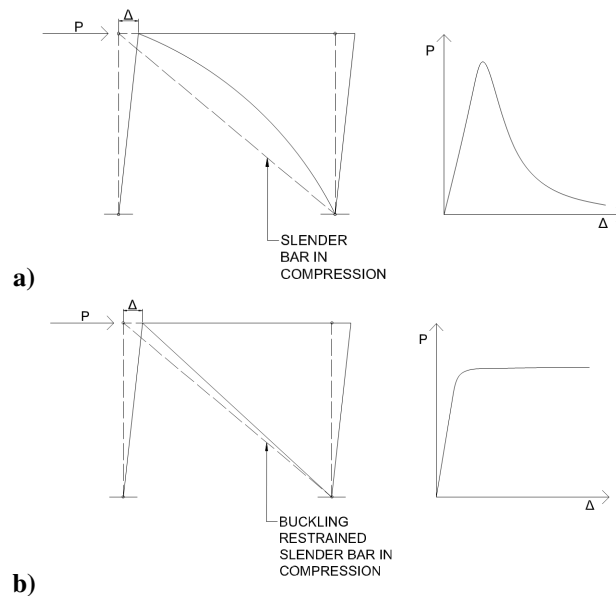 Δ
P
P
SLENDER
BAR IN
COMPRESSION
Δ
a)
Δ
P
P
BUCKLING
RESTRAINED
SLENDER BAR IN
COMPRESSION
Δ
b)